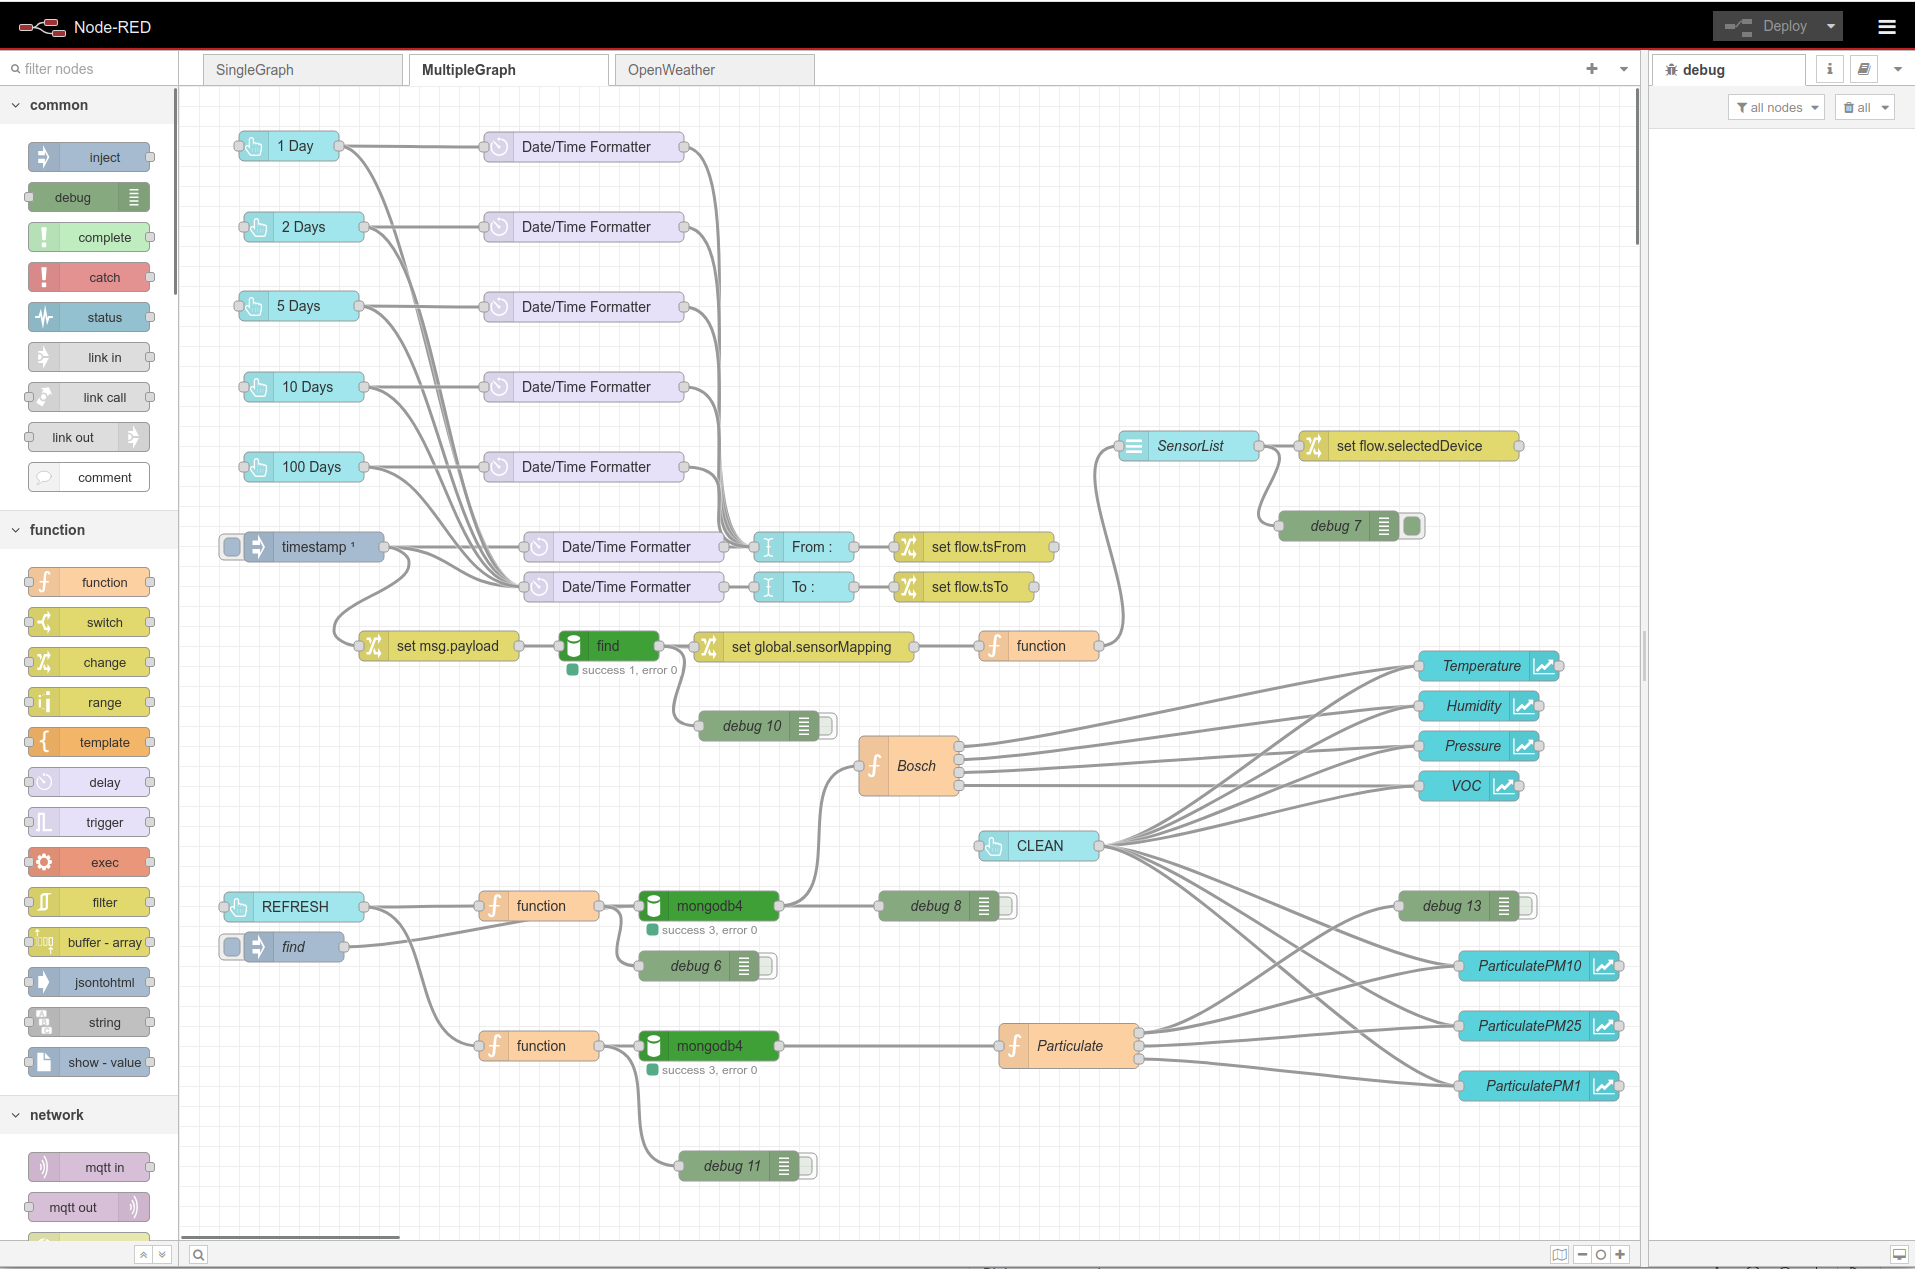 Node-RED
Deploy
filter nodes
SingleGraph
MultipleGraph
OpenWeather
debug
i
all nodes
all
common
inject
debug
complete
catch
status
link in
link call
link out
comment
function
function
switch
change
range
template
delay
trigger
exec
filter
buffer - array
jsontohtml
string
show - value
network
mqtt in
mqtt out
1 Day
Date/Time Formatter
2 Days
Date/Time Formatter
5 Days
Date/Time Formatter
10 Days
Date/Time Formatter
100 Days
Date/Time Formatter
SensorList
set flow.selectedDevice
debug 7
timestamp ¹
Date/Time Formatter
From :
set flow.tsFrom
Date/Time Formatter
To :
set flow.tsTo
set msg.payload
find
success 1, error 0
set global.sensorMapping
function
debug 10
Bosch
Temperature
Humidity
Pressure
VOC
CLEAN
REFRESH
find
function
mongodb4
success 3, error 0
debug 8
debug 6
debug 13
ParticulatePM10
ParticulatePM25
ParticulatePM1
function
mongodb4
success 3, error 0
Particulate
debug 11